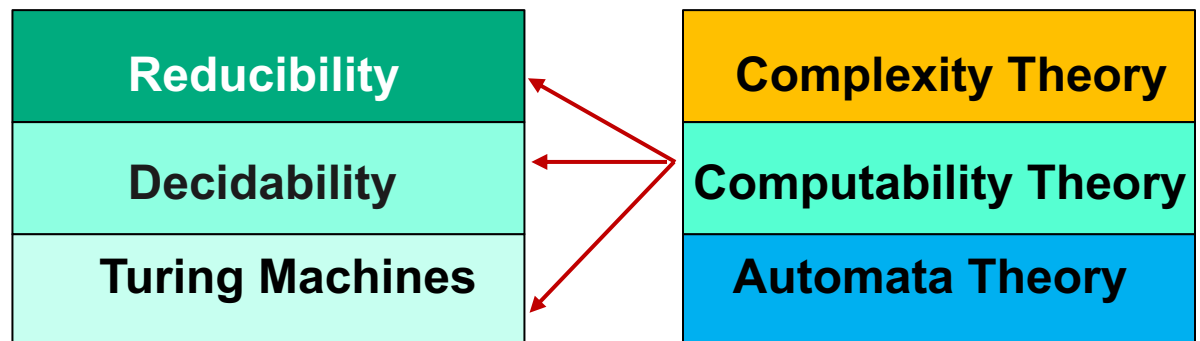 Reducibility
Decidability
Turing Machines
Complexity Theory
Computability Theory
Automata Theory